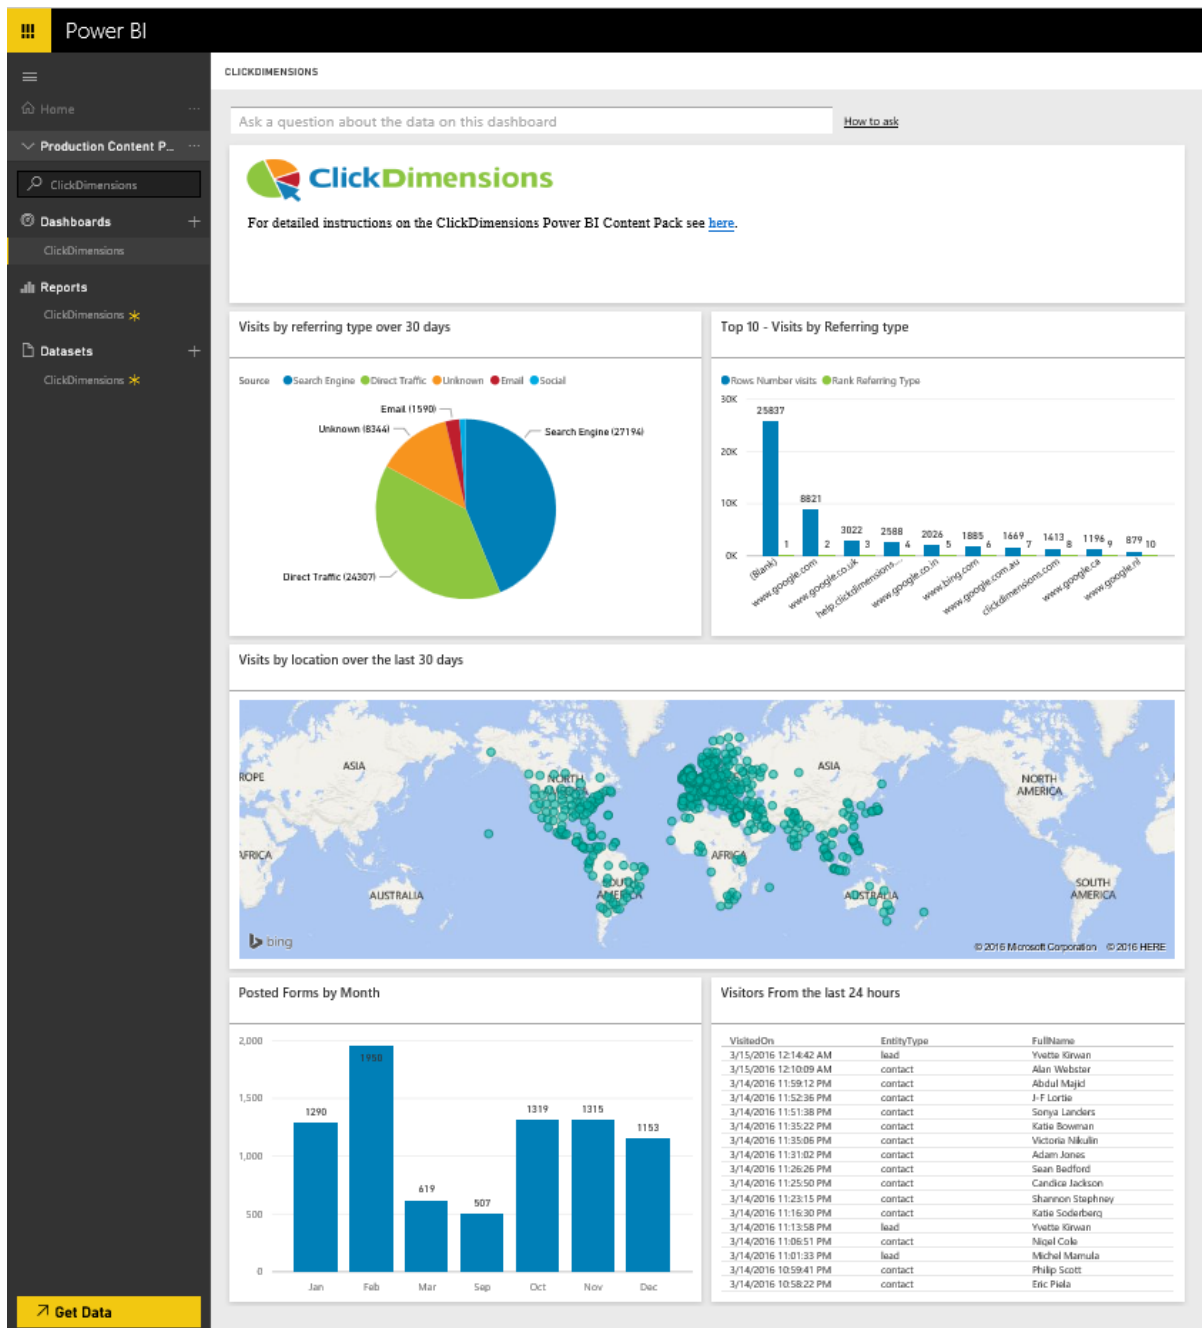 Power BI
CLICKDIMENSIONS
Home ...
Production Content P... ...
ClickDimensions
Dashboards +
ClickDimensions
Reports
ClickDimensions
Datasets +
ClickDimensions
Get Data
Ask a question about the data on this dashboard
How to ask
ClickDimensions
For detailed instructions on the ClickDimensions Power BI Content Pack see here.
Visits by referring type over 30 days
Source Search Engine Direct Traffic Unknown Email Social
Email (1590)
Unknown (8344)
Search Engine (27194)
Direct Traffic (24307)
Top 10 - Visits by Referring type
Rows Number visits Rank Referring Type
30K
20K
10K
0K
25837 1
8821 2
3022 3
2588 4
2026 5
1885 6
1669 7
1413 8
1196 9
879 10
(Blank)
www.google.com
www.google.co.uk
help.clickdimensions....
www.google.co.in
www.bing.com
www.google.com.au
clickdimensions.com
www.google.ca
www.google.nl
Visits by location over the last 30 days
ROPE
ASIA
NORTH
AMERICA
ASIA
NORTH
AMERICA
AFRICA
AFRICA
AUSTRALIA
SOUTH
AMERICA
AUSTRALIA
SOUTH
AMERICA
bing
© 2016 Microsoft Corporation © 2016 HERE
Posted Forms by Month
2,000
1,500
1,000
500
0
1290
1950
619
507
1319
1315
1153
Jan Feb Mar Sep Oct Nov Dec
Visitors From the last 24 hours
VisitedOn EntityType FullName
3/15/2016 12:14:42 AM lead Yvette Kirwan
3/15/2016 12:10:09 AM contact Alan Webster
3/14/2016 11:59:12 PM contact Abdul Majid
3/14/2016 11:52:36 PM contact J-F Lortie
3/14/2016 11:51:38 PM contact Sonya Landers
3/14/2016 11:35:22 PM contact Katie Bowman
3/14/2016 11:35:06 PM contact Victoria Nikulin
3/14/2016 11:31:02 PM contact Adam Jones
3/14/2016 11:26:26 PM contact Sean Bedford
3/14/2016 11:25:50 PM contact Candice Jackson
3/14/2016 11:23:15 PM contact Shannon Stephney
3/14/2016 11:16:30 PM contact Katie Soderberg
3/14/2016 11:13:58 PM lead Yvette Kirwan
3/14/2016 11:06:51 PM contact Nigel Cole
3/14/2016 11:01:33 PM lead Michel Mamula
3/14/2016 10:59:41 PM contact Philip Scott
3/14/2016 10:58:22 PM contact Eric Piela